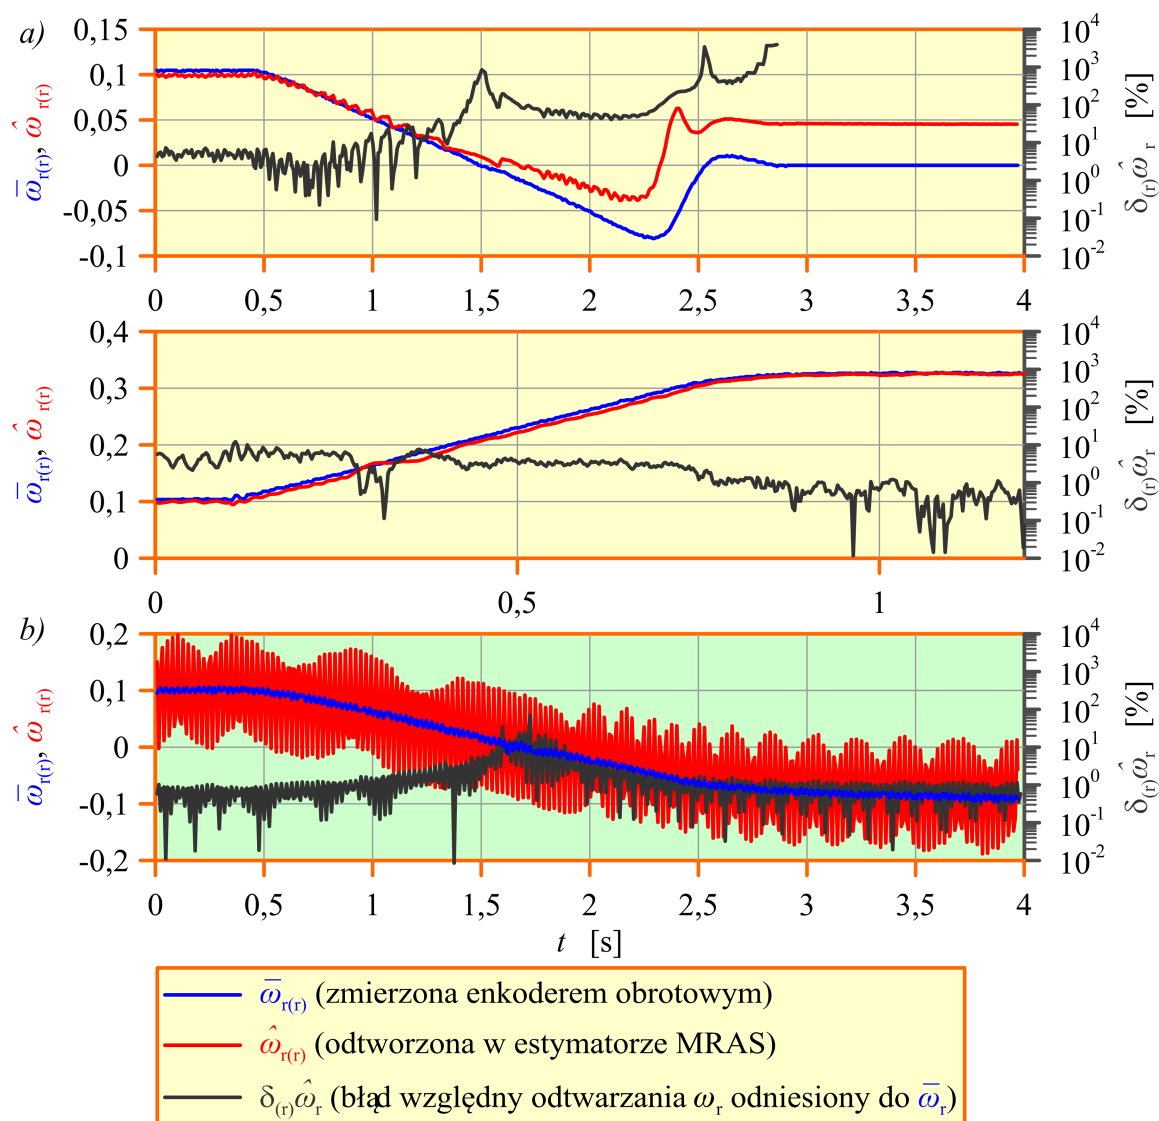 a)
0,15
0,1
0,05
0
-0,05
-0,1
ω̄r(r), ω̂r(r)
10^4
10^3
10^2
10^1
10^0
10^-1
10^-2
δ(r)ω̂r [%]
0 0,5 1 1,5 2 2,5 3 3,5 4
0,4
0,3
0,2
0,1
0
ω̄r(r), ω̂r(r)
10^4
10^3
10^2
10^1
10^0
10^-1
10^-2
δ(r)ω̂r [%]
0 0,5 1
b)
0,2
0,1
0
-0,1
-0,2
ω̄r(r), ω̂r(r)
10^4
10^3
10^2
10^1
10^0
10^-1
10^-2
δ(r)ω̂r [%]
0 0,5 1 1,5 2 2,5 3 3,5 4
t [s]
ω̄r(r) (zmierzona enkoderem obrotowym)
ω̂r(r) (odtworzona w estymatorze MRAS)
δ(r)ω̂r (błąd względny odtwarzania ωr odniesiony do ω̄r)